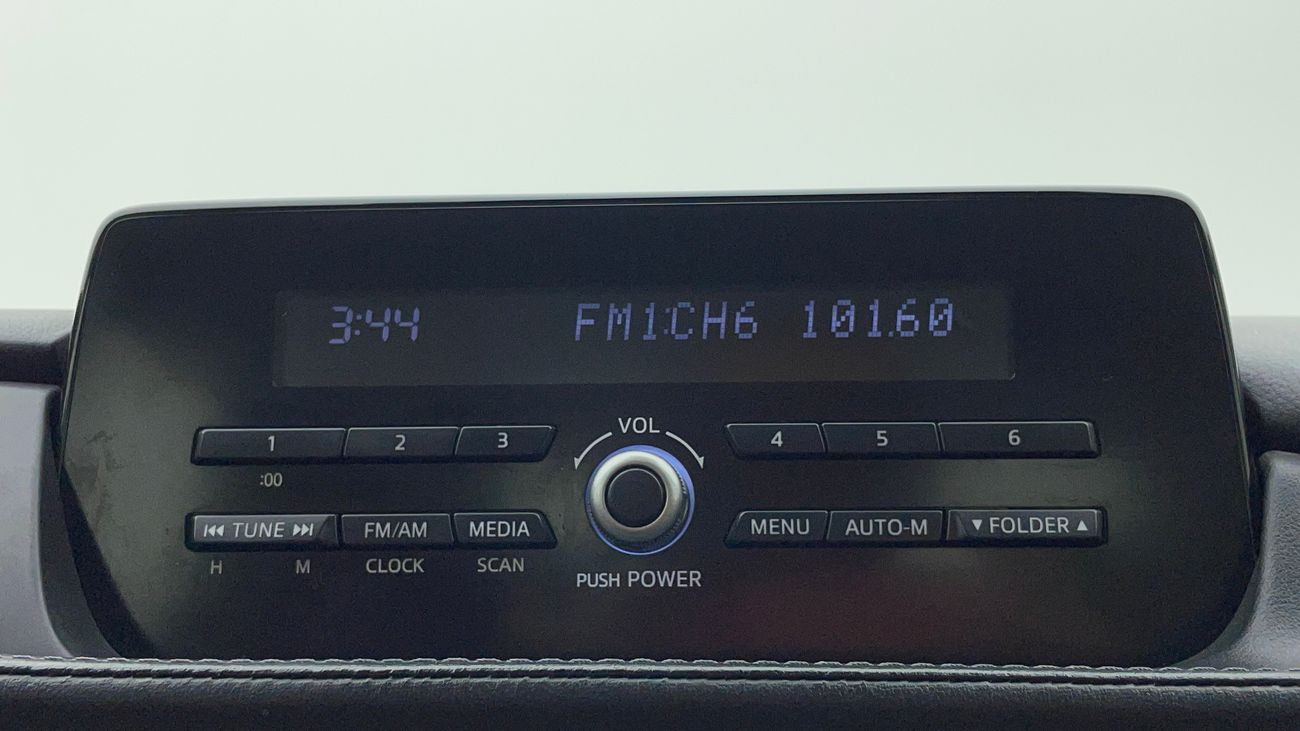 3:44 FM1:CH6 101.60
VOL
1 2 3 4 5 6
:00
⏮ TUNE ⏭ FM/AM MEDIA MENU AUTO-M ▼ FOLDER ▲
H M CLOCK SCAN
PUSH POWER